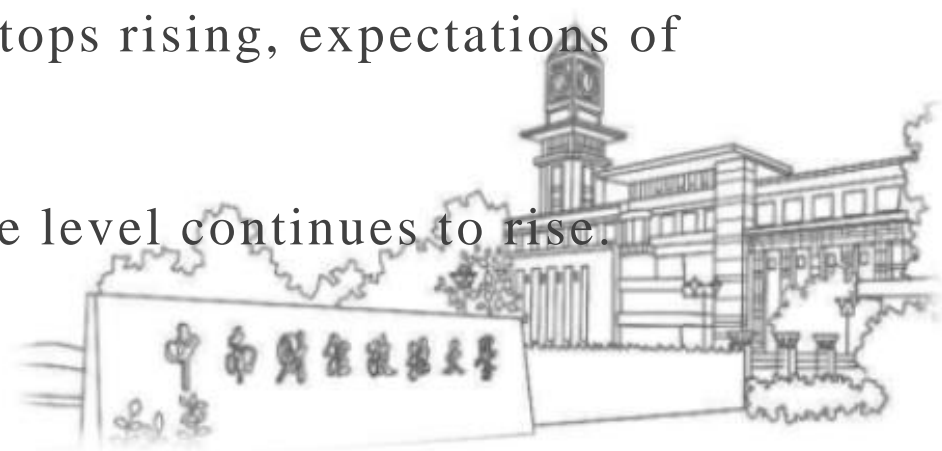 tops rising, expectations of
e level continues to rise.
中南财经政法大学